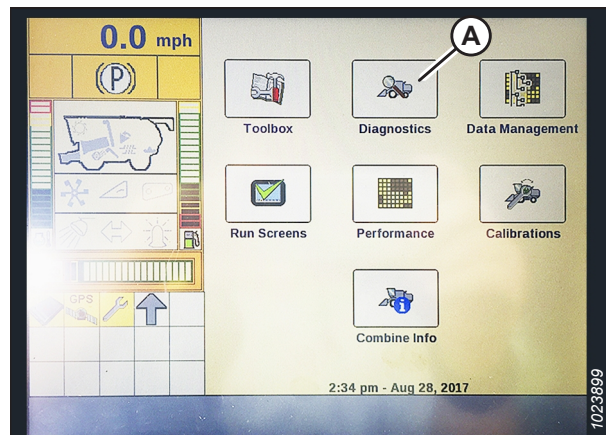 0.0 mph
A
(P)
Toolbox
Diagnostics
Data Management
Run Screens
Performance
Calibrations
GPS
Combine Info
2:34 pm - Aug 28, 2017
1023899